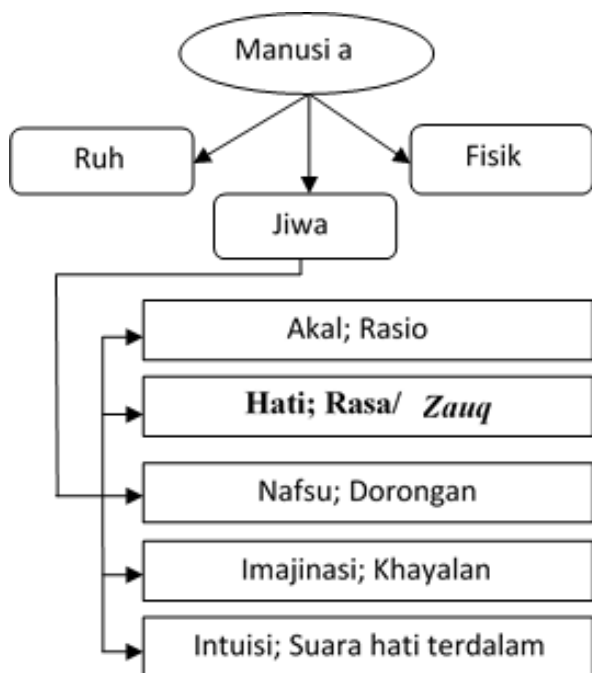 Manusi a
Ruh
Fisik
Jiwa
Akal; Rasio
Hati; Rasa/ Zauq
Nafsu; Dorongan
Imajinasi; Khayalan
Intuisi; Suara hati terdalam